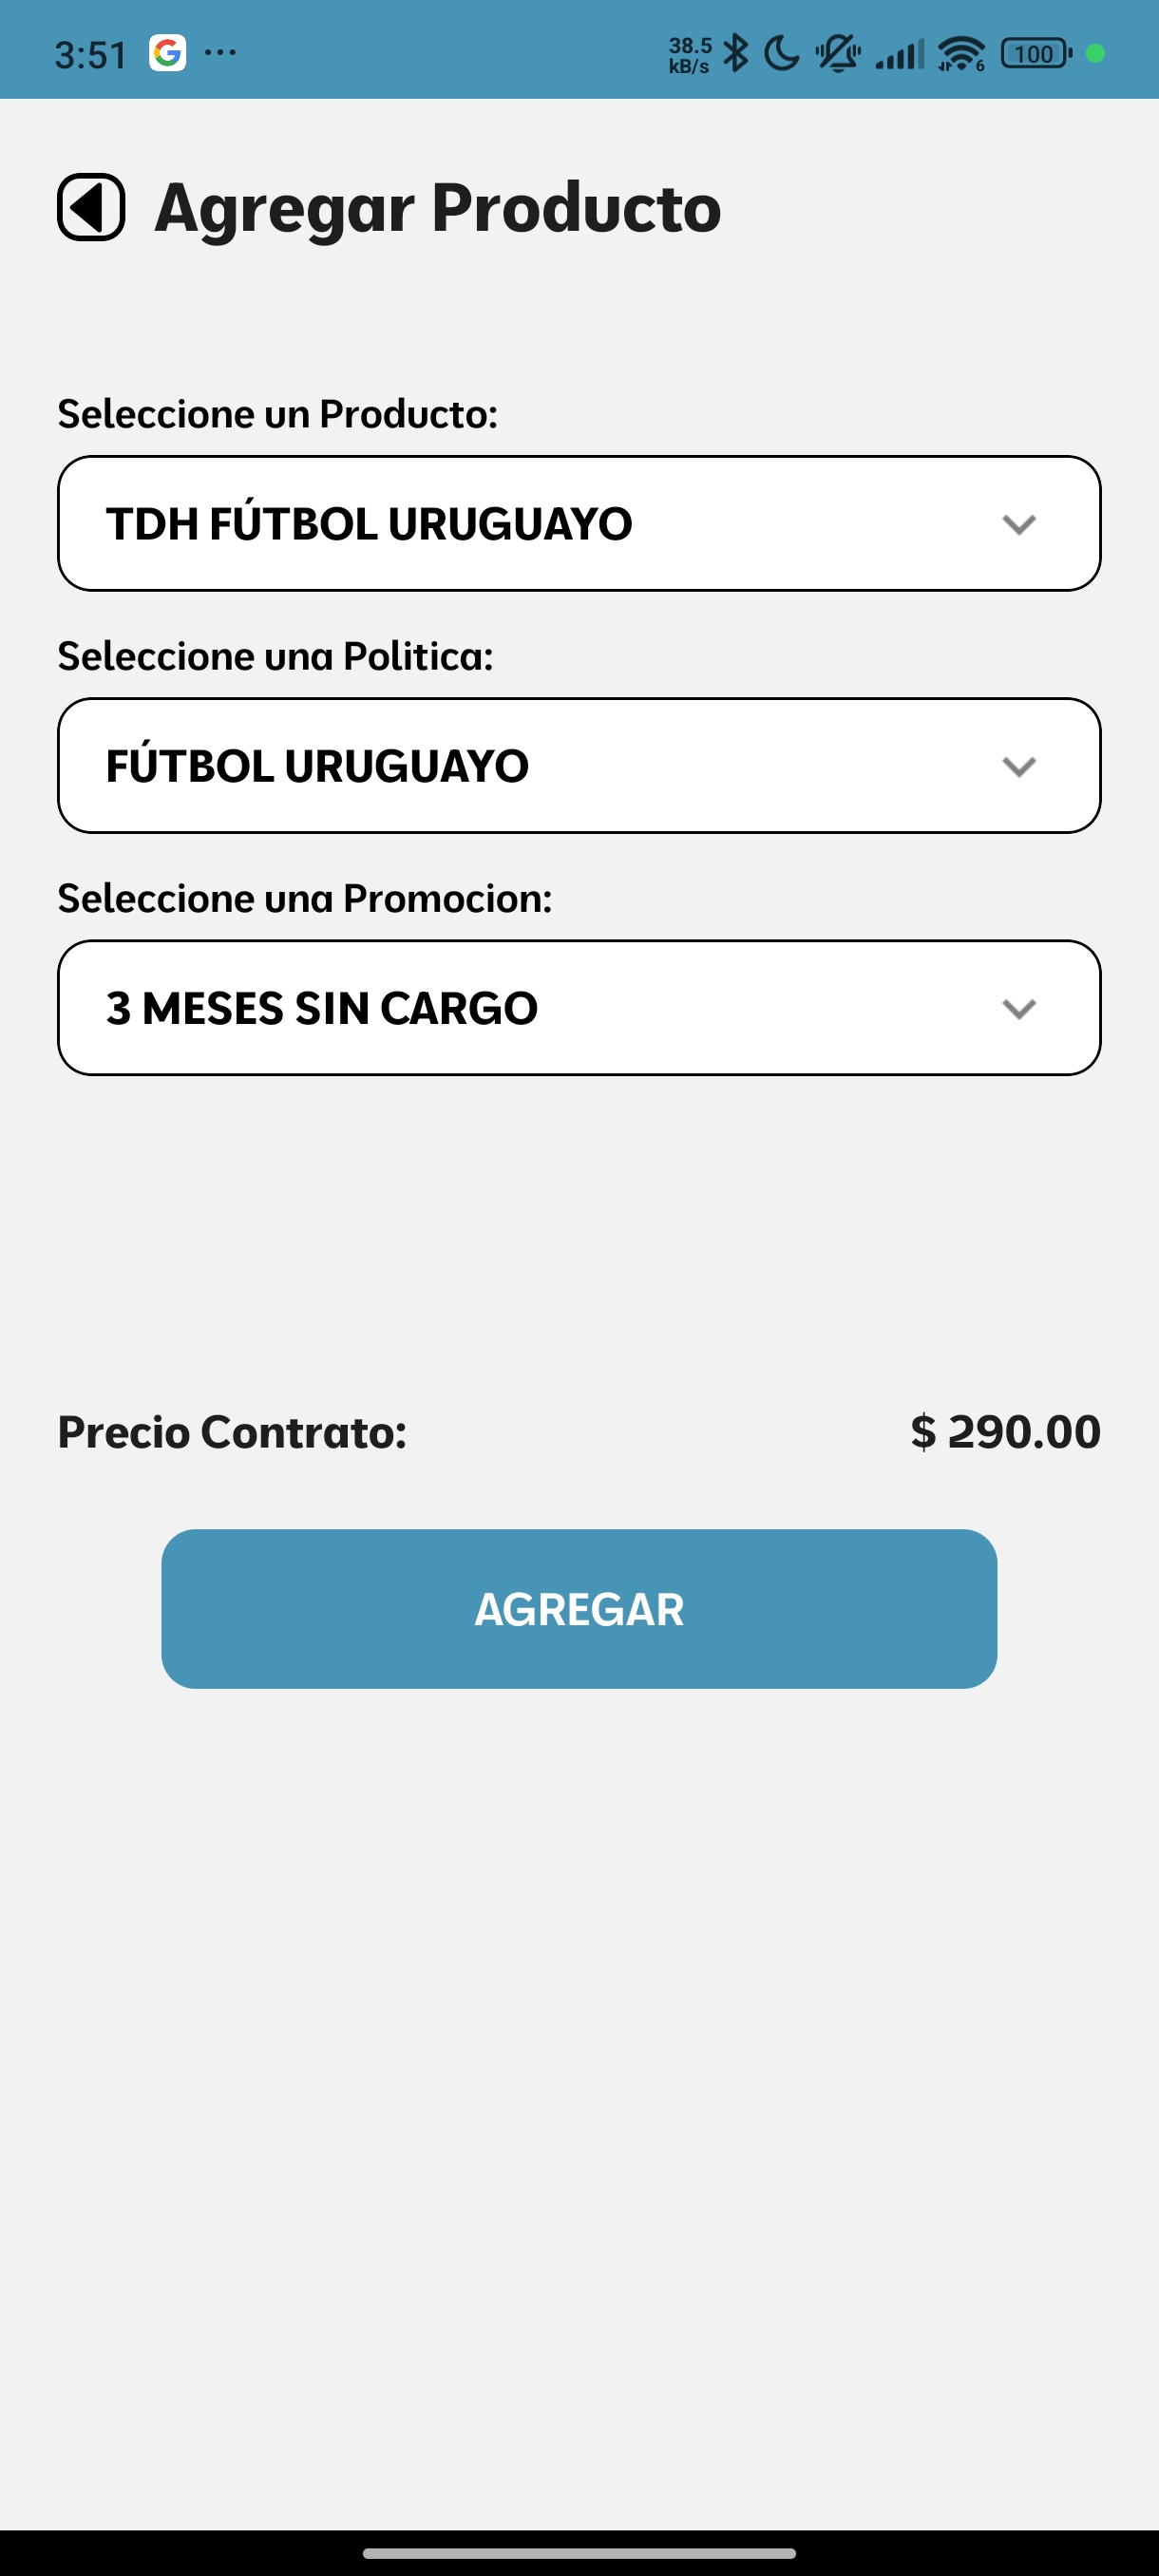 3:51 G ... 38.5 kB/s 6 100
Agregar Producto
Seleccione un Producto:
TDH FÚTBOL URUGUAYO
Seleccione una Politica:
FÚTBOL URUGUAYO
Seleccione una Promocion:
3 MESES SIN CARGO
Precio Contrato: $ 290.00
AGREGAR